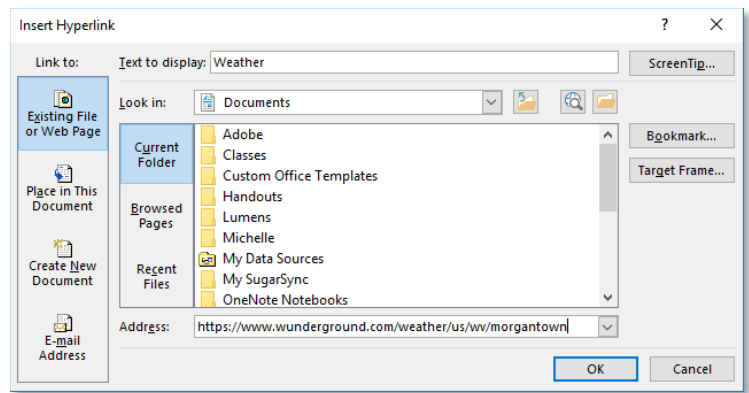 Insert Hyperlink ? ×
Link to:
Text to display: Weather
ScreenTip...
Existing File
or Web Page
Place in This
Document
Create New
Document
E-mail
Address
Look in: Documents
Current
Folder
Browsed
Pages
Recent
Files
Adobe
Classes
Custom Office Templates
Handouts
Lumens
Michelle
My Data Sources
My SugarSync
OneNote Notebooks
Bookmark...
Target Frame...
Address: https://www.wunderground.com/weather/us/wv/morgantown
OK Cancel